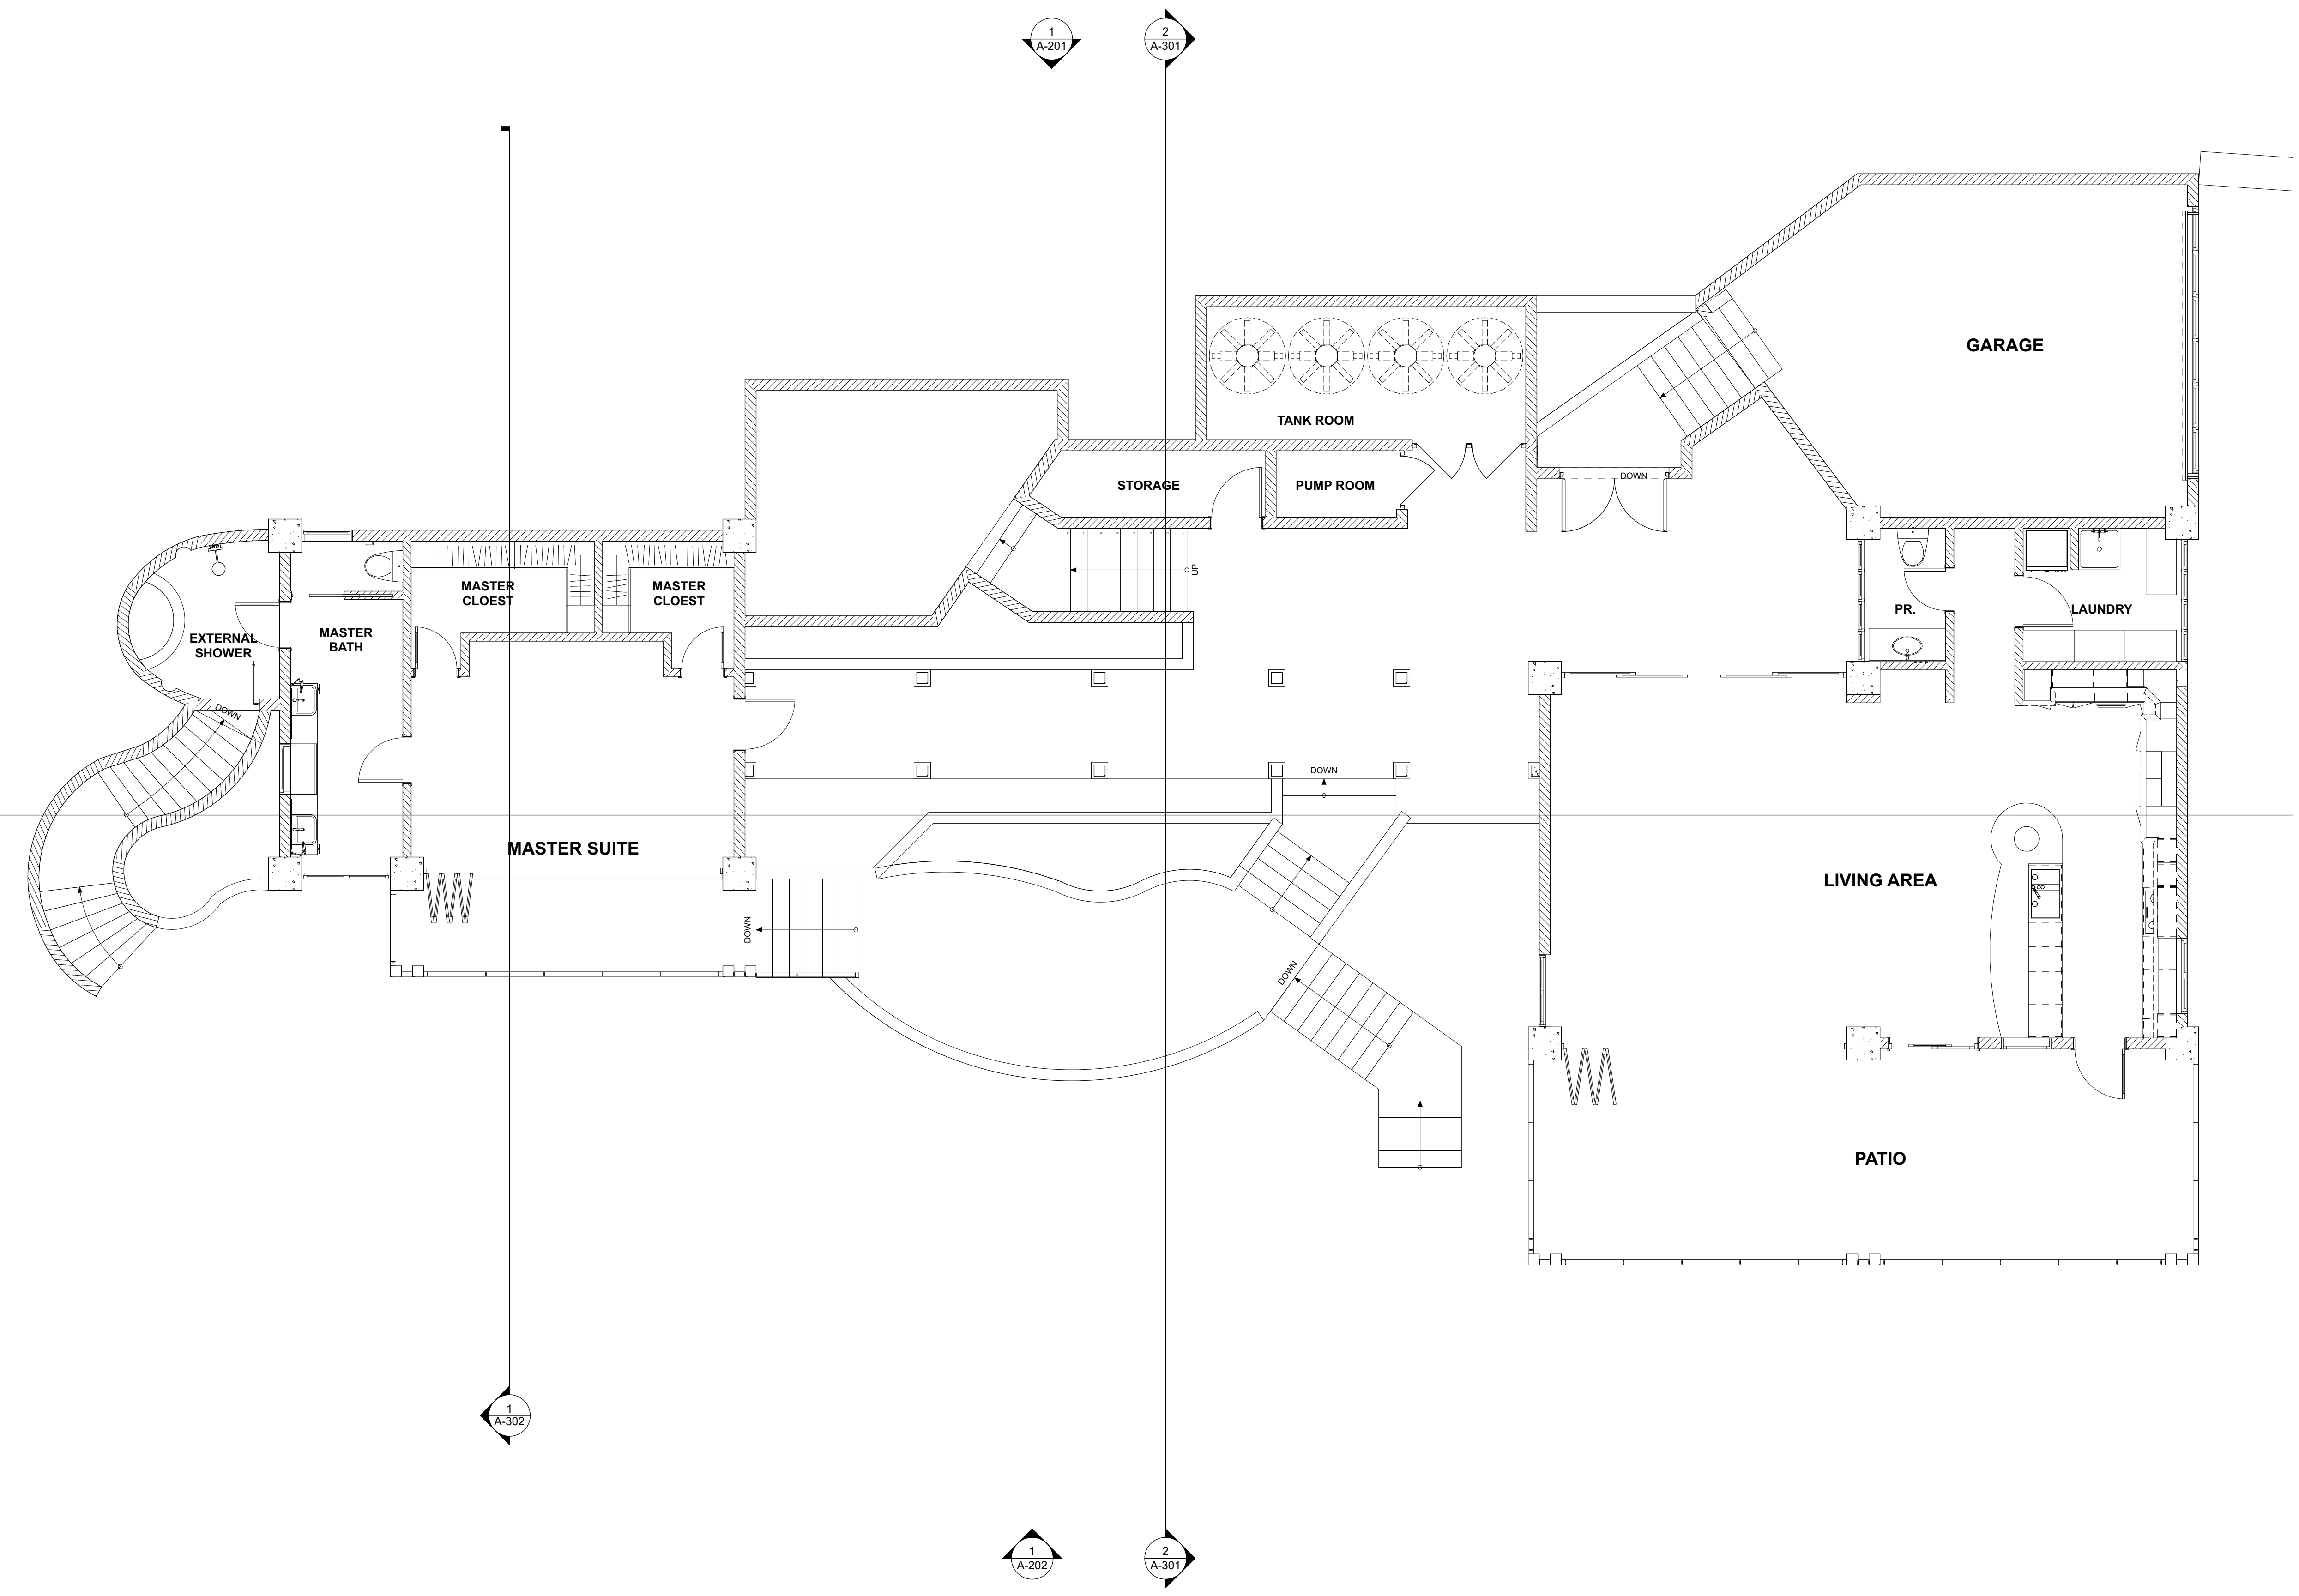 1
A-201
2
A-301
GARAGE
TANK ROOM
STORAGE
PUMP ROOM
DOWN
UP
MASTER
CLOEST
MASTER
CLOEST
PR.
LAUNDRY
EXTERNAL
SHOWER
MASTER
BATH
DOWN
DOWN
MASTER SUITE
LIVING AREA
DOWN
DOWN
PATIO
1
A-302
1
A-202
2
A-301